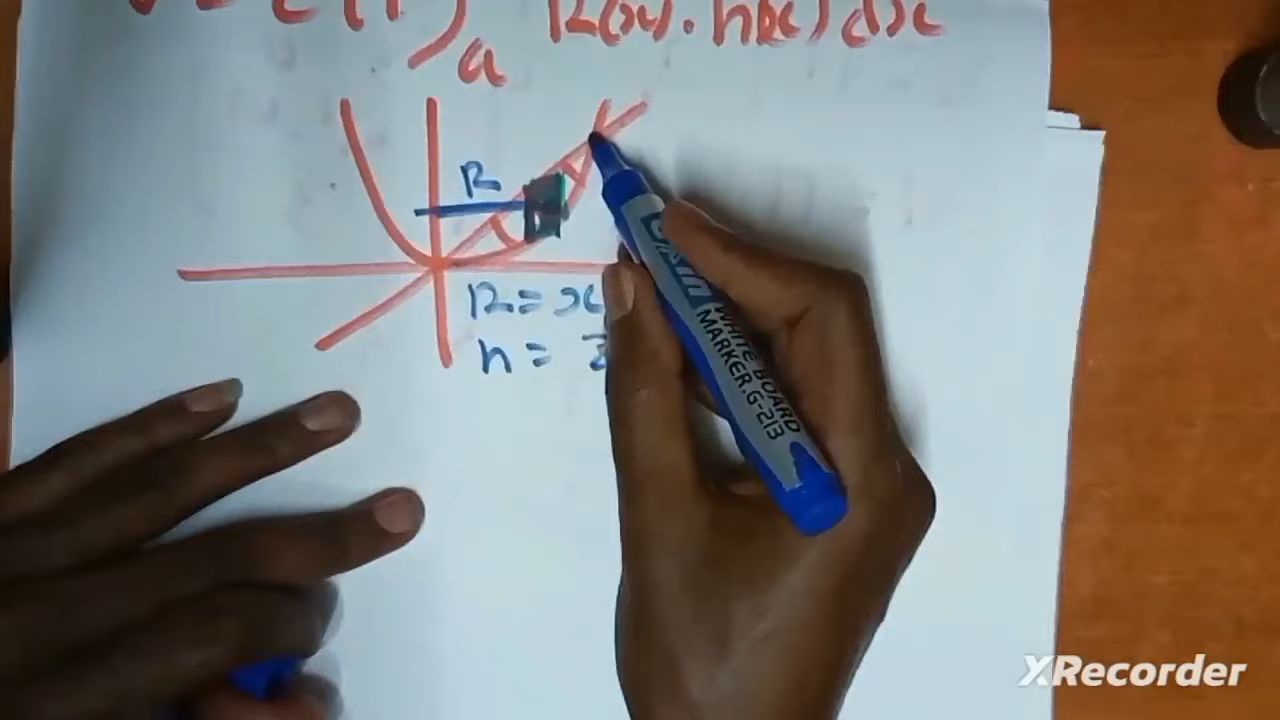 R(x). h(x) dx
a
R
R = x
h =
WHITE BOARD
MARKER.G-213
XRecorder